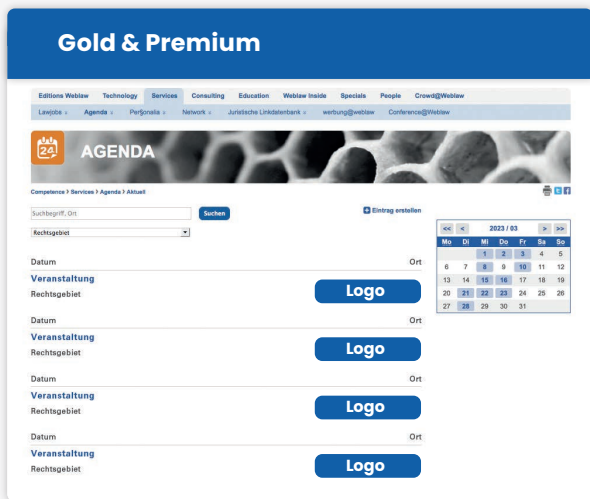 Gold & Premium
Editions Weblaw Technology Services Consulting Education Weblaw Inside Specials People Crowd@Weblaw
Lawjobs Agenda Per§onalia Network Juristische Linkdatenbank werbung@weblaw Conference@Weblaw
24
AGENDA
Competence > Services > Agenda > Aktuell
Suchbegriff, Ort Suchen Eintrag erstellen
Rechtsgebiet
<< < 2023 / 03 > >>
Mo Di Mi Do Fr Sa So
1 2 3 4 5
6 7 8 9 10 11 12
13 14 15 16 17 18 19
20 21 22 23 24 25 26
27 28 29 30 31
Datum Ort
Veranstaltung
Rechtsgebiet Logo
Datum Ort
Veranstaltung
Rechtsgebiet Logo
Datum Ort
Veranstaltung
Rechtsgebiet Logo
Datum Ort
Veranstaltung
Rechtsgebiet Logo